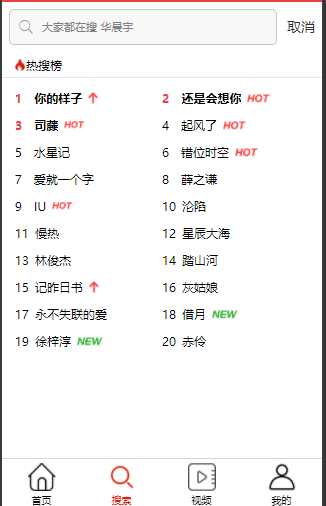 大家都在搜 华晨宇 取消
热搜榜
1 你的样子 2 还是会想你 HOT
3 司藤 HOT 4 起风了 HOT
5 水星记 6 错位时空 HOT
7 爱就一个字 8 薛之谦
9 IU HOT 10 沦陷
11 慢热 12 星辰大海
13 林俊杰 14 踏山河
15 记昨日书 16 灰姑娘
17 永不失联的爱 18 借月 NEW
19 徐梓淳 NEW 20 赤伶
首页 搜索 视频 我的